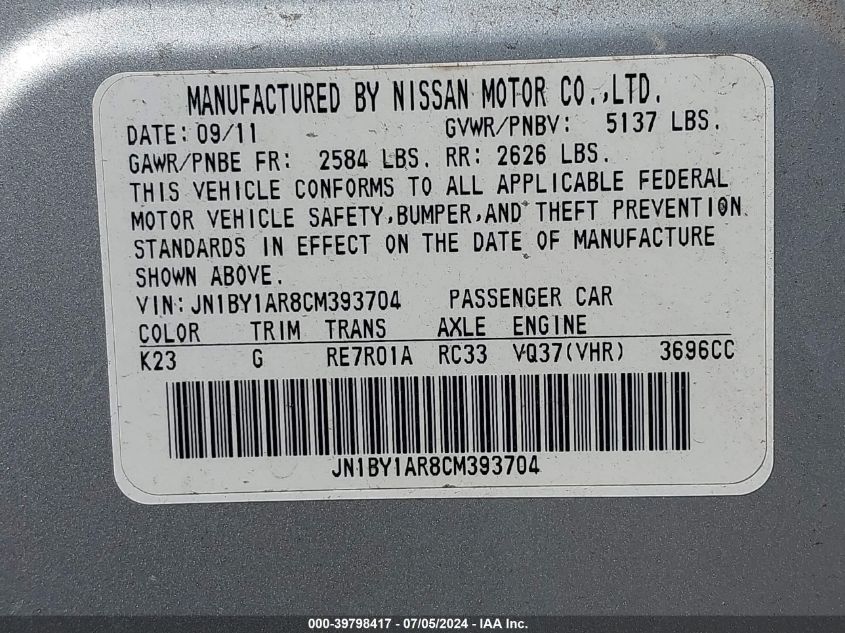 MANUFACTURED BY NISSAN MOTOR CO.,LTD.
DATE: 09/11 GVWR/PNBV: 5137 LBS.
GAWR/PNBE FR: 2584 LBS. RR: 2626 LBS.
THIS VEHICLE CONFORMS TO ALL APPLICABLE FEDERAL
MOTOR VEHICLE SAFETY,BUMPER,AND THEFT PREVENTION
STANDARDS IN EFFECT ON THE DATE OF MANUFACTURE
SHOWN ABOVE.
VIN: JN1BY1AR8CM393704 PASSENGER CAR
COLOR TRIM TRANS AXLE ENGINE
K23 G RE7R01A RC33 VQ37(VHR) 3696CC
JN1BY1AR8CM393704
000-39798417 - 07/05/2024 - IAA Inc.